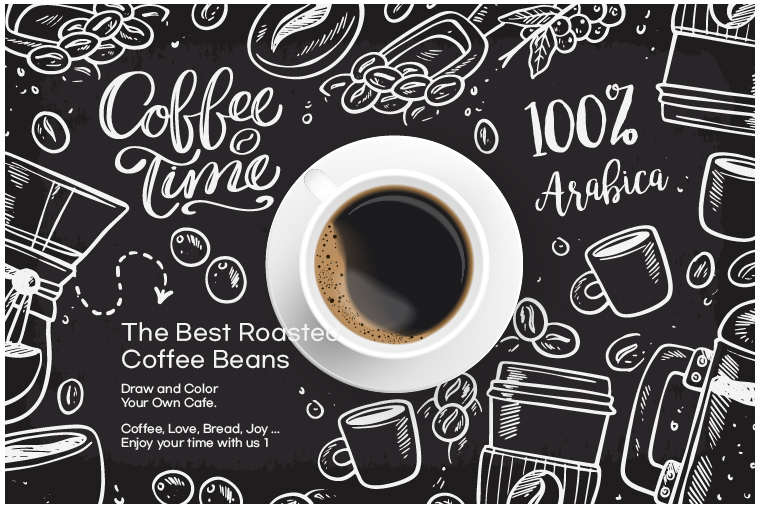 Coffee
Time
100%
Arabica
The Best Roasted
Coffee Beans
Draw and Color
Your Own Cafe.
Coffee, Love, Bread, Joy ...
Enjoy your time with us 1